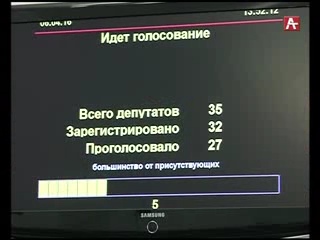 06.04.16 13:52:12
Идет голосование
Всего депутатов 35
Зарегистрировано 32
Проголосовало 27
большинство от присутствующих
5
SAMSUNG